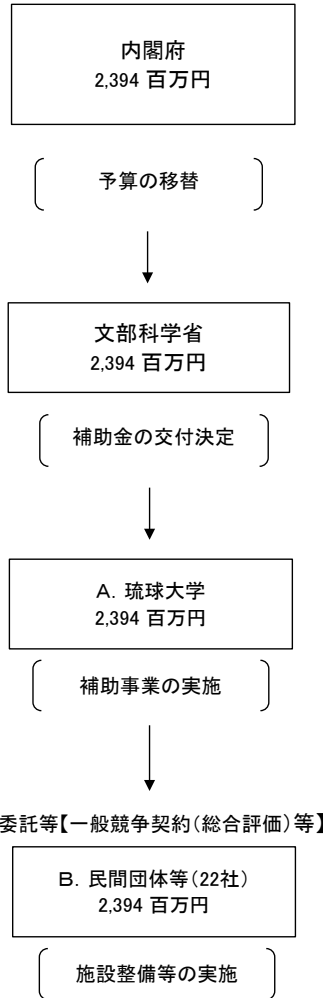 内閣府
2,394 百万円
予算の移替
文部科学省
2,394 百万円
補助金の交付決定
A. 琉球大学
2,394 百万円
補助事業の実施
委託等【一般競争契約(総合評価)等】
B. 民間団体等(22社)
2,394 百万円
施設整備等の実施